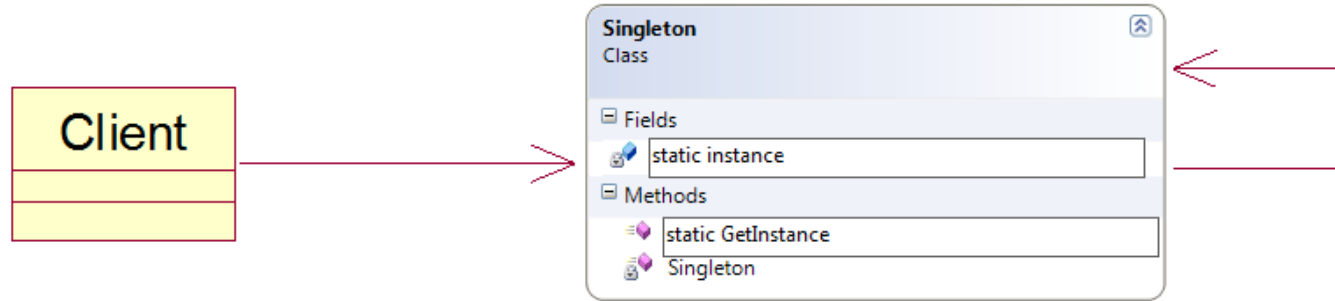 Client
Singleton
Class
Fields
static instance
Methods
static GetInstance
Singleton